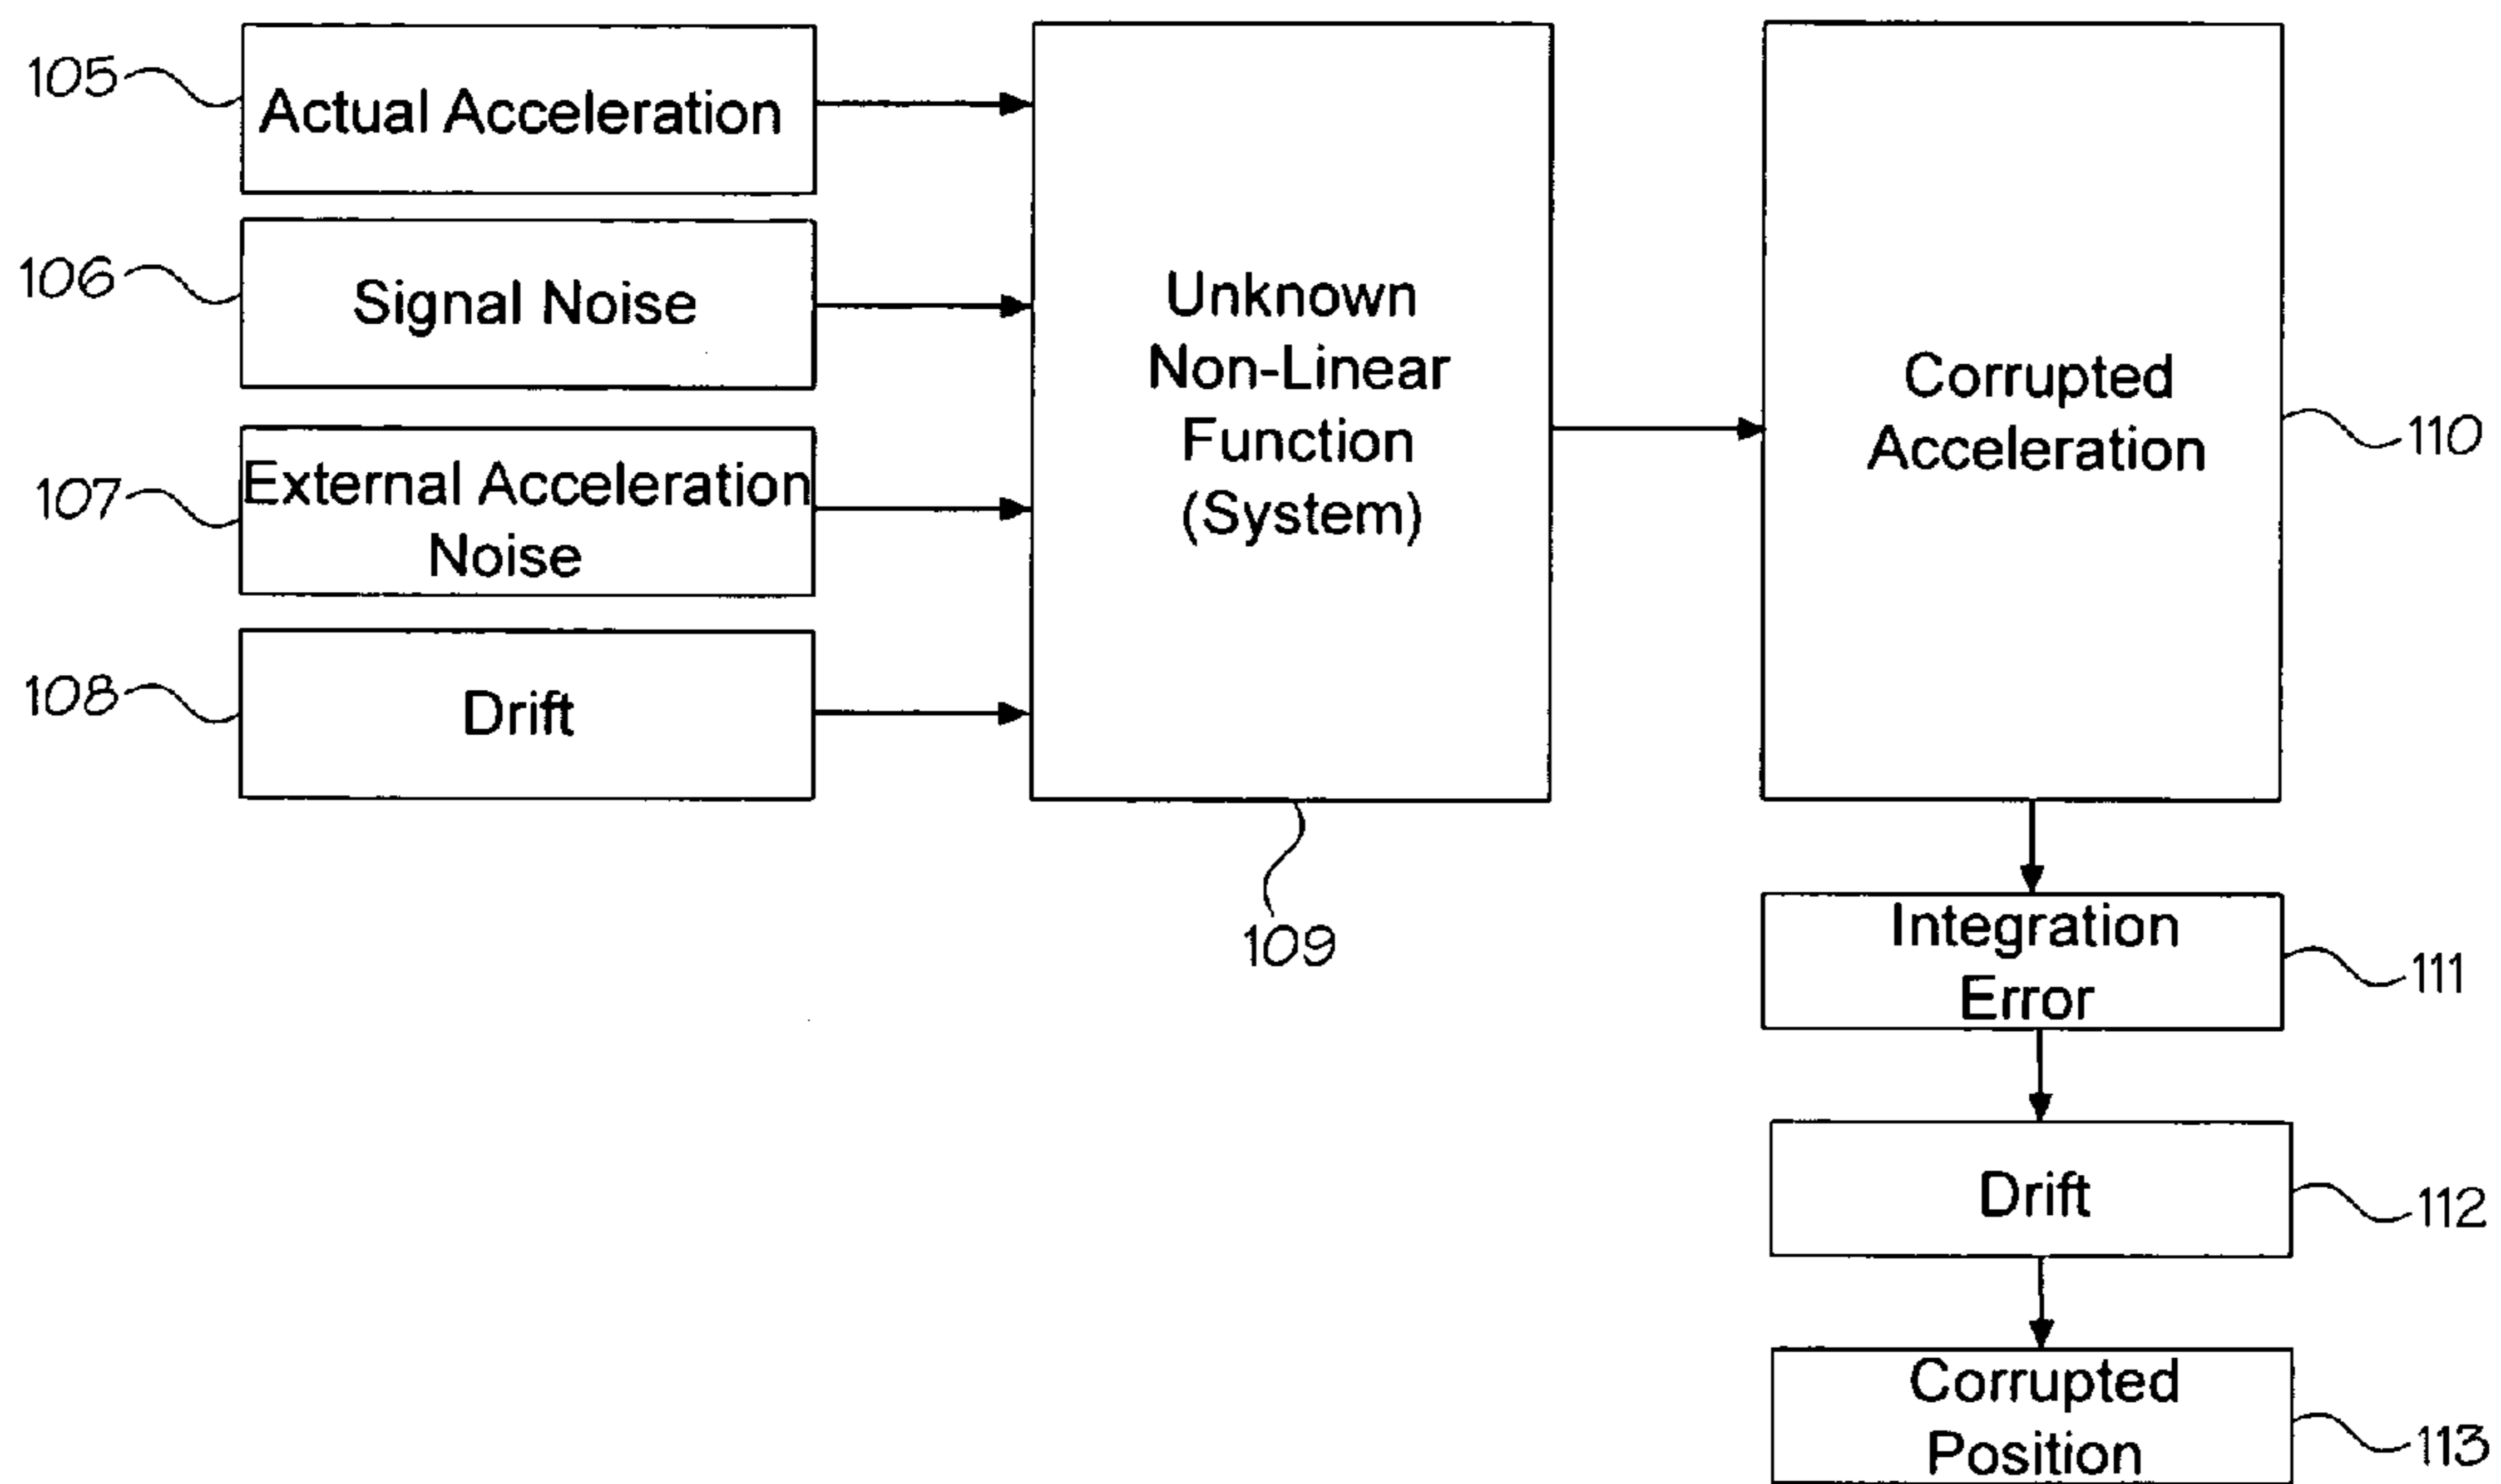 105
Actual Acceleration
106
Signal Noise
107
External Acceleration
Noise
108
Drift
Unknown
Non-Linear
Function
(System)
109
Corrupted
Acceleration
110
Integration
Error
111
Drift
112
Corrupted
Position
113